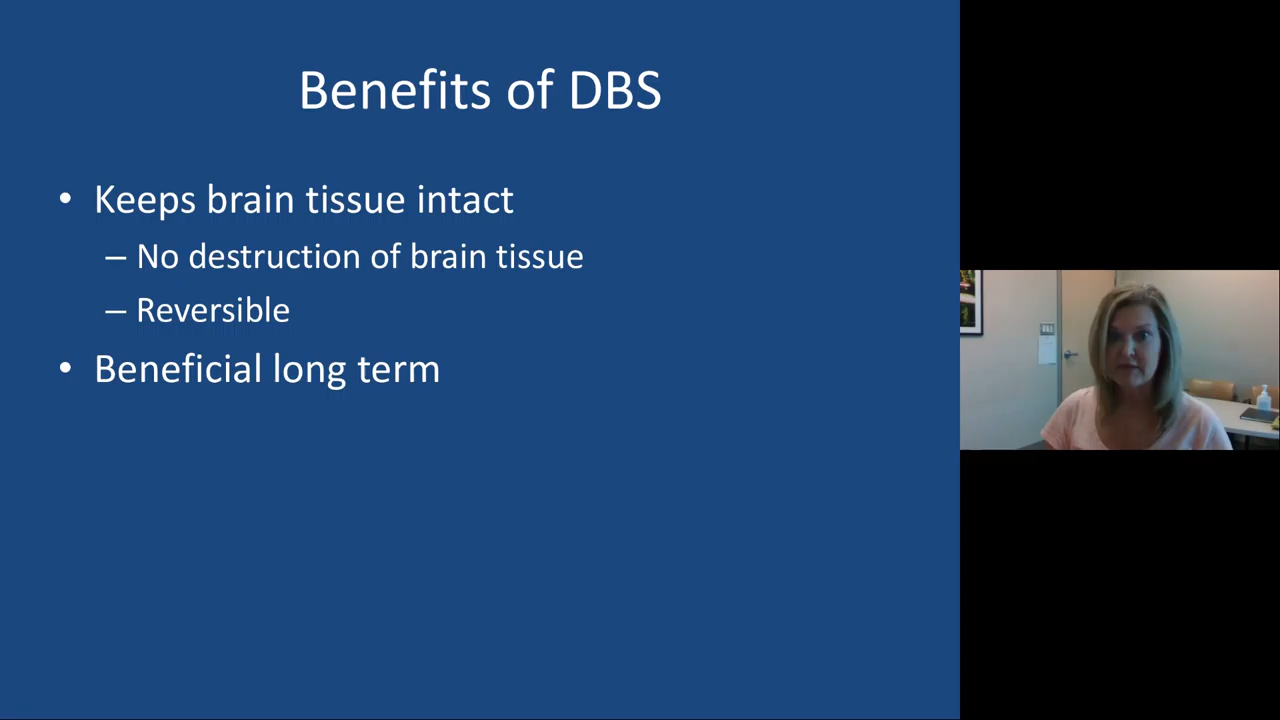 Benefits of DBS
• Keeps brain tissue intact
– No destruction of brain tissue
– Reversible
• Beneficial long term